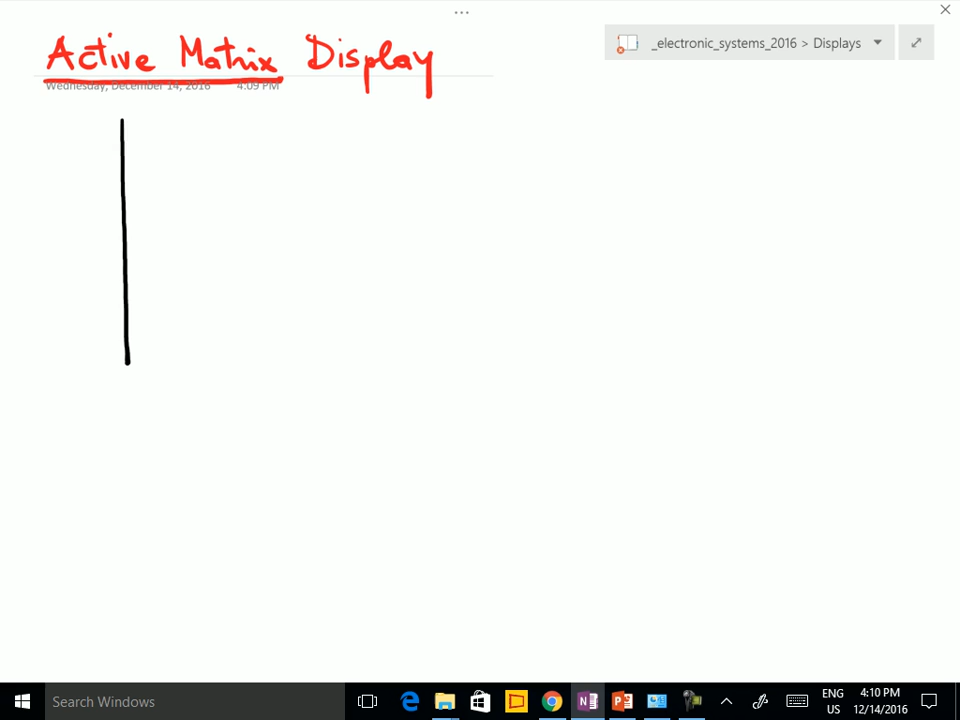 Active Matrix Display
_electronic_systems_2016 > Displays
Wednesday, December 14, 2016 4:09 PM
Search Windows
ENG
US
4:10 PM
12/14/2016